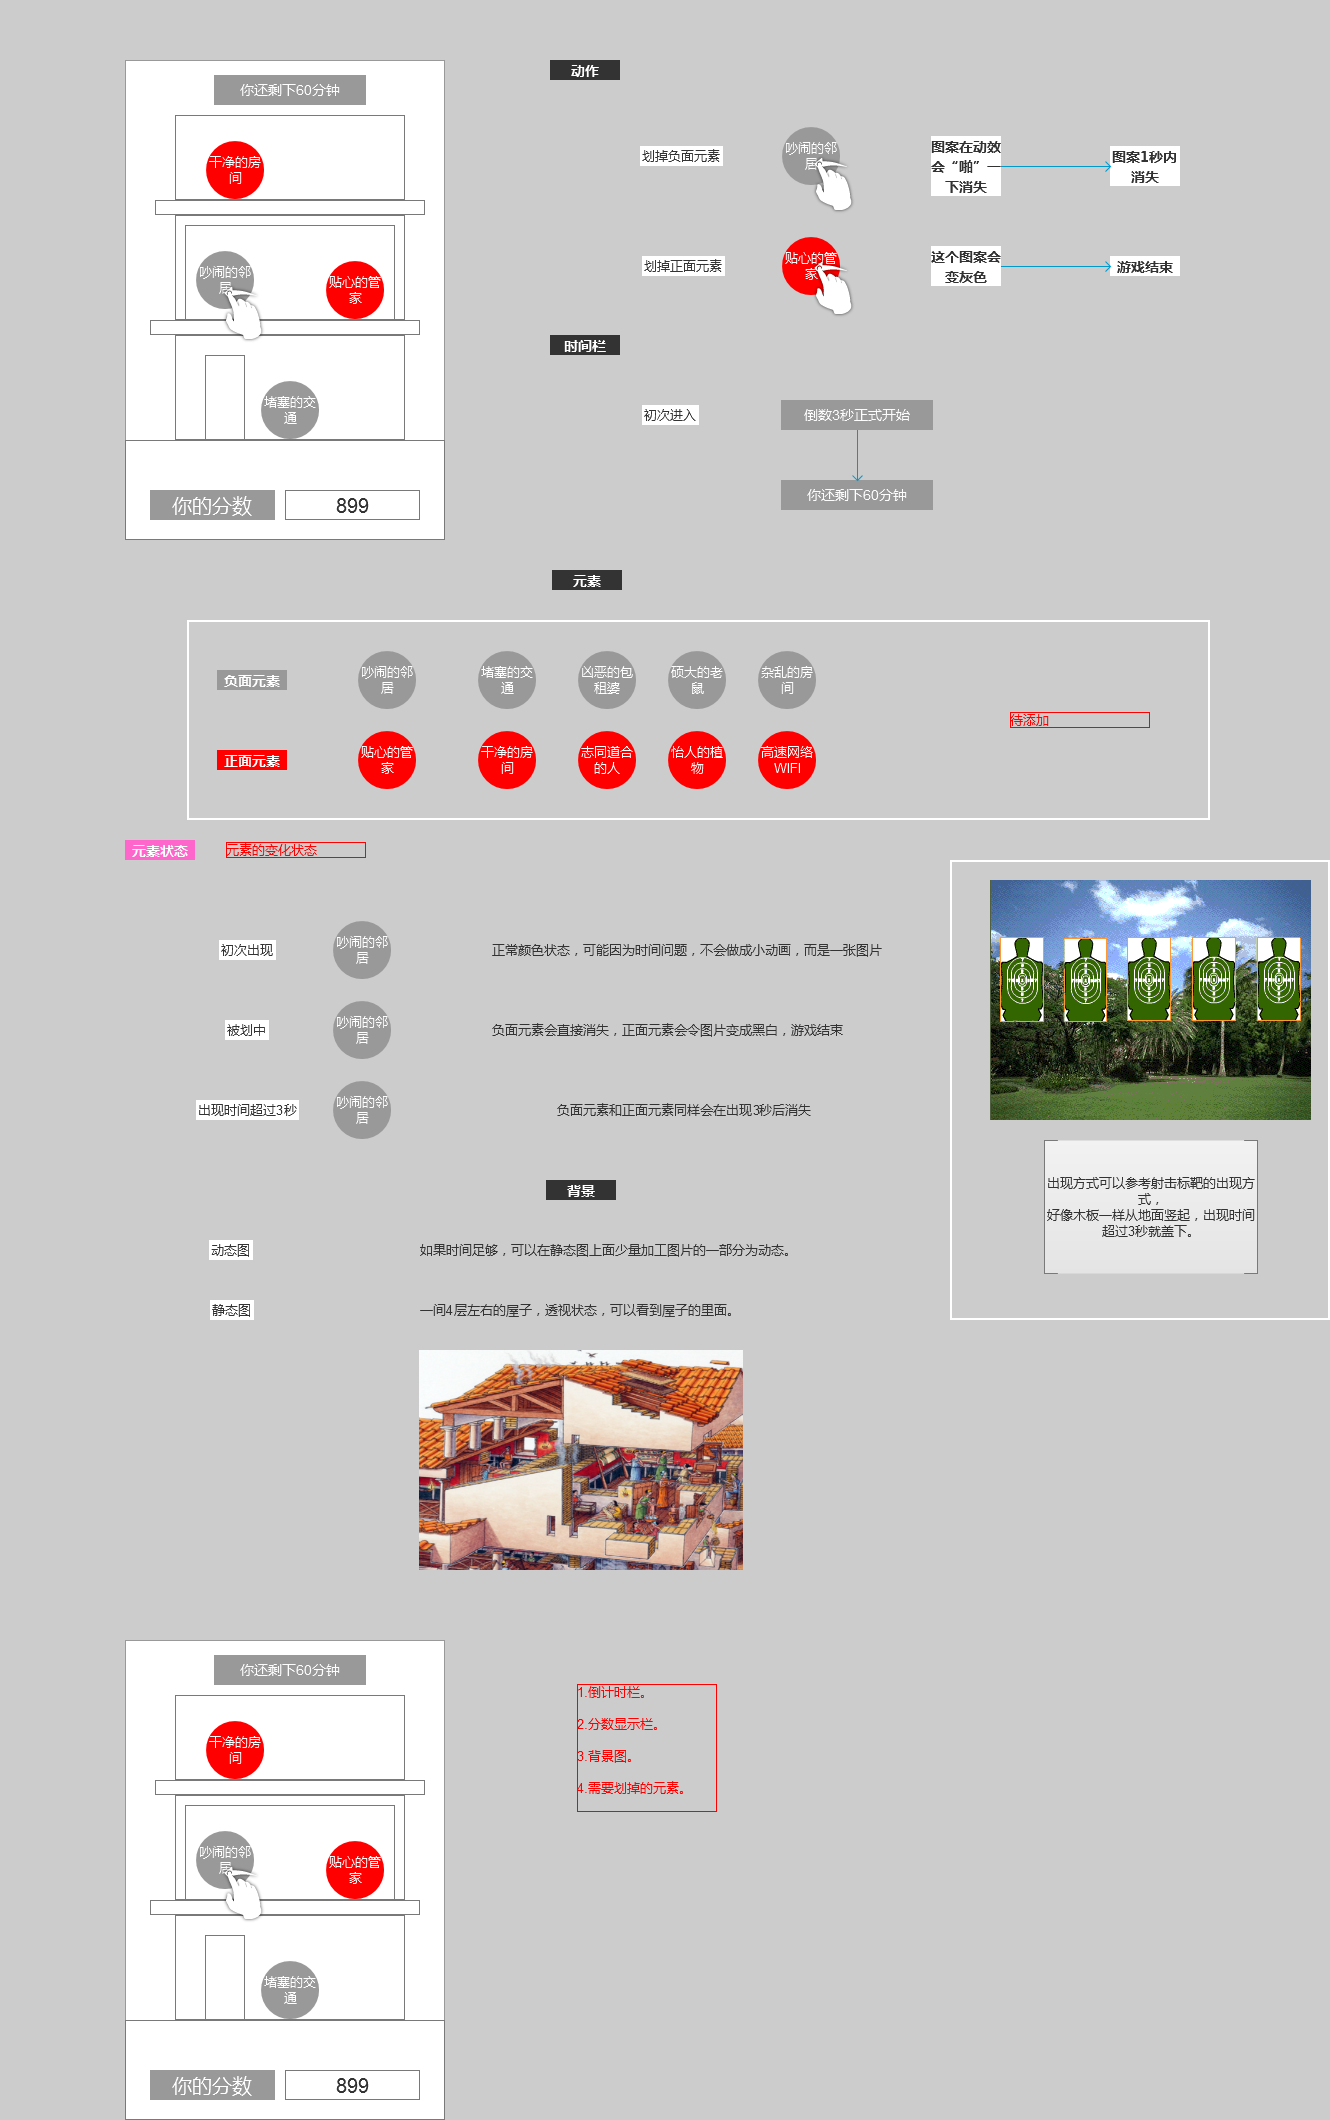 你还剩下60分钟
干净的房
间
吵闹的邻
居
贴心的管
家
堵塞的交
通
你的分数
899
动作
划掉负面元素
吵闹的邻
居
图案在动效
会“啪”一
下消失
图案1秒内
消失
划掉正面元素
贴心的管
家
这个图案会
变灰色
游戏结束
时间栏
初次进入
倒数3秒正式开始
你还剩下60分钟
元素
负面元素
吵闹的邻
居
堵塞的交
通
凶恶的包
租婆
硕大的老
鼠
杂乱的房
间
正面元素
贴心的管
家
干净的房
间
志同道合
的人
怡人的植
物
高速网络
WIFI
待添加
元素状态
元素的变化状态
初次出现
吵闹的邻
居
正常颜色状态，可能因为时间问题，不会做成小动画，而是一张图片
被划中
吵闹的邻
居
负面元素会直接消失，正面元素会令图片变成黑白，游戏结束
出现时间超过3秒
吵闹的邻
居
负面元素和正面元素同样会在出现3秒后消失
出现方式可以参考射击标靶的出现方
式，
好像木板一样从地面竖起，出现时间
超过3秒就盖下。
背景
动态图
如果时间足够，可以在静态图上面少量加工图片的一部分为动态。
静态图
一间4层左右的屋子，透视状态，可以看到屋子的里面。
你还剩下60分钟
干净的房
间
吵闹的邻
居
贴心的管
家
堵塞的交
通
你的分数
899
1.倒计时栏。
2.分数显示栏。
3.背景图。
4.需要划掉的元素。